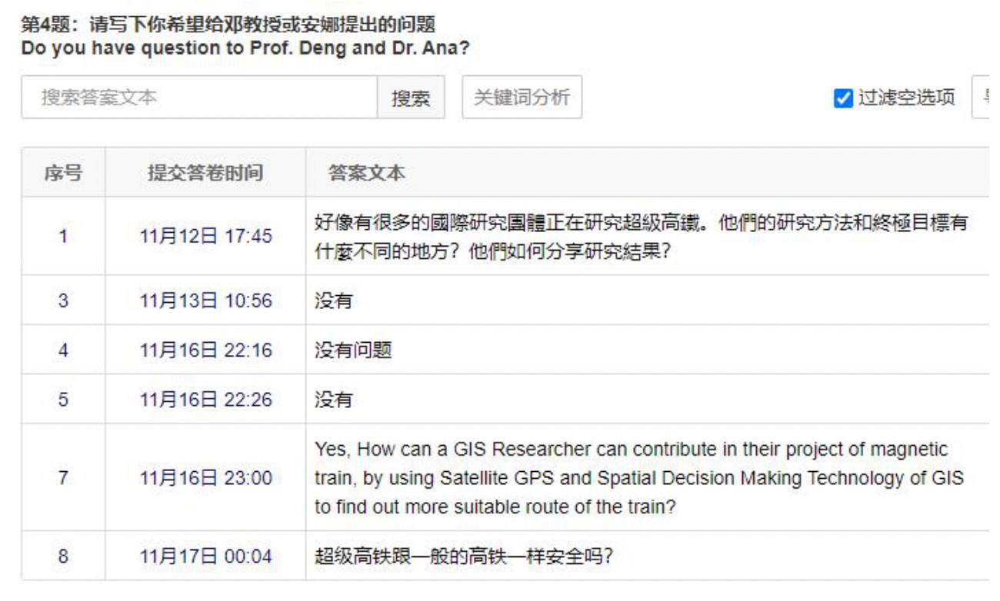 第4题：请写下你希望给邓教授或安娜提出的问题
Do you have question to Prof. Deng and Dr. Ana?
搜索答案文本 搜索 关键词分析 过滤空选项
序号 提交答卷时间 答案文本
1 11月12日 17:45 好像有很多的國際研究團體正在研究超級高鐵。他們的研究方法和終極目標有
什麼不同的地方？他們如何分享研究結果？
3 11月13日 10:56 没有
4 11月16日 22:16 没有问题
5 11月16日 22:26 没有
7 11月16日 23:00 Yes, How can a GIS Researcher can contribute in their project of magnetic
train, by using Satellite GPS and Spatial Decision Making Technology of GIS
to find out more suitable route of the train?
8 11月17日 00:04 超级高铁跟一般的高铁一样安全吗？